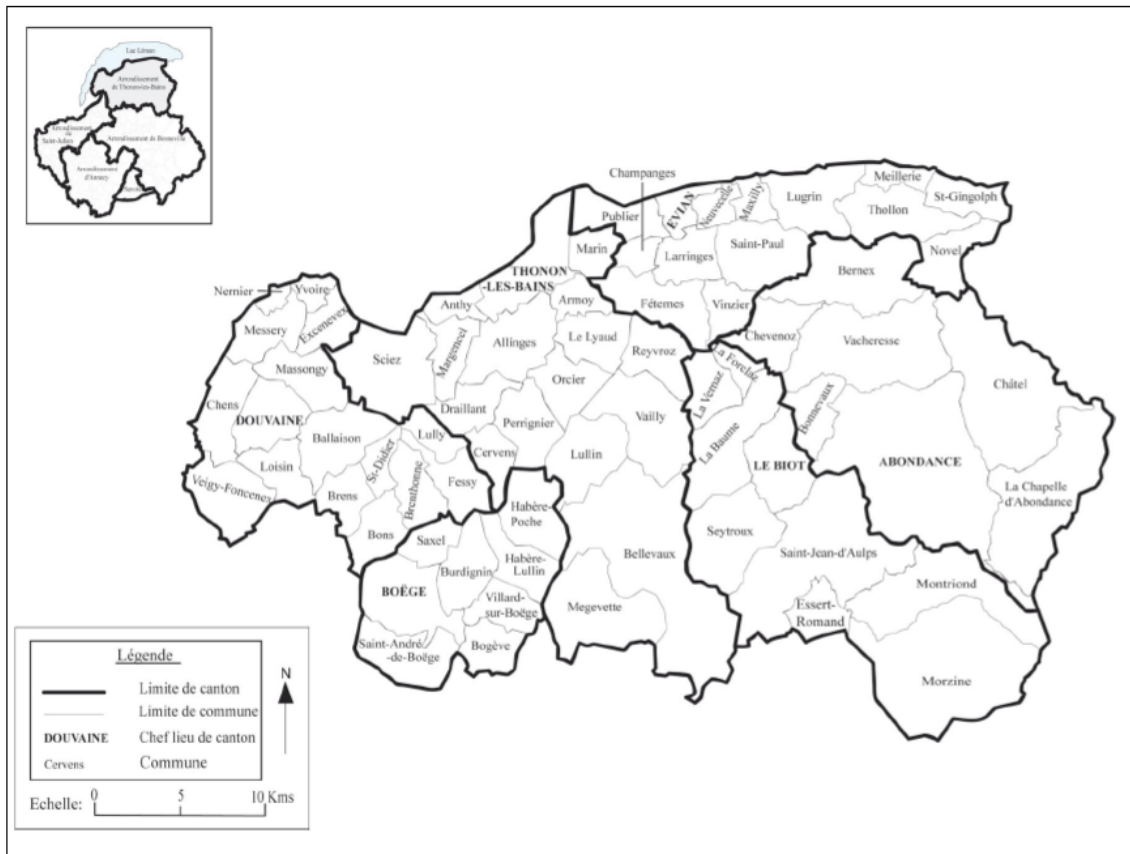 Lac Léman
Arrondissement
de Thonon-les-Bains
Arrondissement
de
Saint-Julien
Arrondissement de Bonneville
Arrondissement
d'Annecy
Champanges
Publier
EVIAN
Neuvecelle
Maxilly
Lugrin
Meillerie
St-Gingolph
Thollon
Marin
Larringes
Saint-Paul
Novel
Bernex
THONON
-LES-BAINS
Nernier
Yvoire
Anthy
Armoy
Fétemes
Vinzier
Messery
Excenevex
Sciez
Margencel
Allinges
Le Lyaud
Reyvroz
Chevenoz
Vacheresse
Massongy
La Forclaz
Châtel
Orcier
La Vernaz
Chens
DOUVAINE
Draillant
Perrignier
Vailly
Bonnevaux
Ballaison
Lully
La Baume
St-Didier
Cervens
Lullin
LE BIOT
ABONDANCE
Loisin
Brenthonne
Fessy
Veigy-Foncenex
Brens
La Chapelle
d'Abondance
Habère-
Poche
Bons
Saxel
Seytroux
Bellevaux
Saint-Jean-d'Aulps
Habère-
Lullin
Burdignin
BOËGE
Montriond
Villard-
sur-Boëge
Megevette
Essert-
Romand
Saint-André
-de-Boëge
Bogève
Morzine
Légende
Limite de canton
Limite de commune
DOUVAINE Chef lieu de canton
Cervens Commune
N
Echelle: 0 5 10 Kms